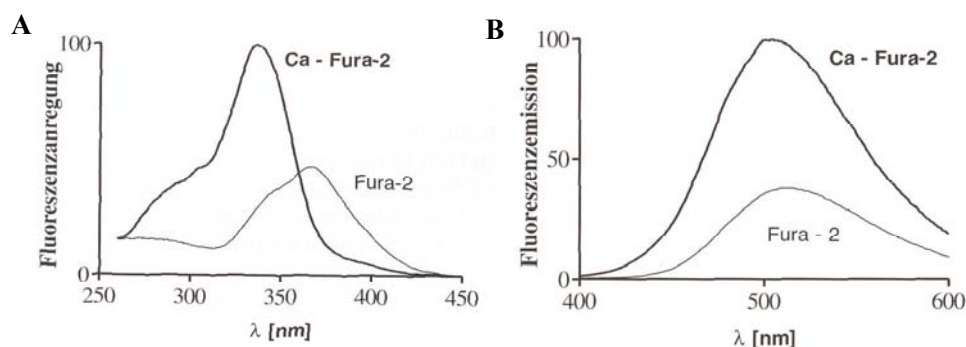 A
Fluoreszenzanregung
100
0
Ca - Fura-2
Fura-2
250
300
350
400
450
λ [nm]
B
Fluoreszenzemission
100
50
0
Ca - Fura-2
Fura - 2
400
500
600
λ [nm]